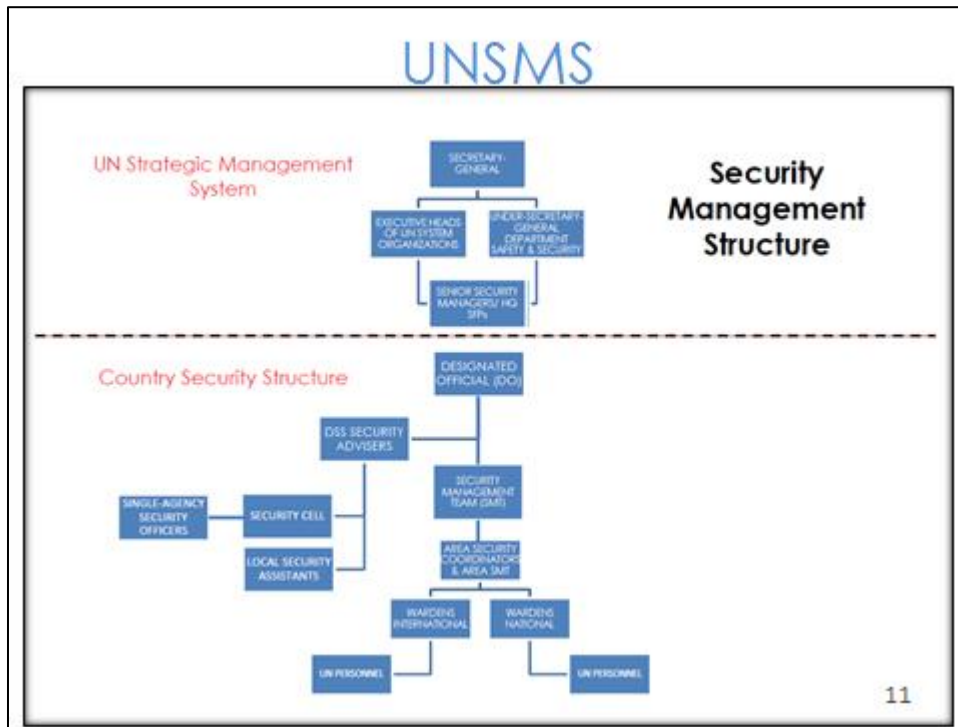 UNSMS
UN Strategic Management
System
Security
Management
Structure
SECRETARY-
GENERAL
EXECUTIVE HEADS
OF UN SYSTEM
ORGANIZATIONS
UNDER-SECRETARY-
GENERAL
DEPARTMENT
SAFETY & SECURITY
SENIOR SECURITY
MANAGERS/ HQ
SFPs
Country Security Structure
DESIGNATED
OFFICIAL (DO)
DSS SECURITY
ADVISERS
SECURITY
MANAGEMENT
TEAM (SMT)
SINGLE-AGENCY
SECURITY
OFFICERS
SECURITY CELL
LOCAL SECURITY
ASSISTANTS
AREA SECURITY
COORDINATORS
& AREA SMT
WARDENS
INTERNATIONAL
WARDENS
NATIONAL
UN PERSONNEL
UN PERSONNEL
11